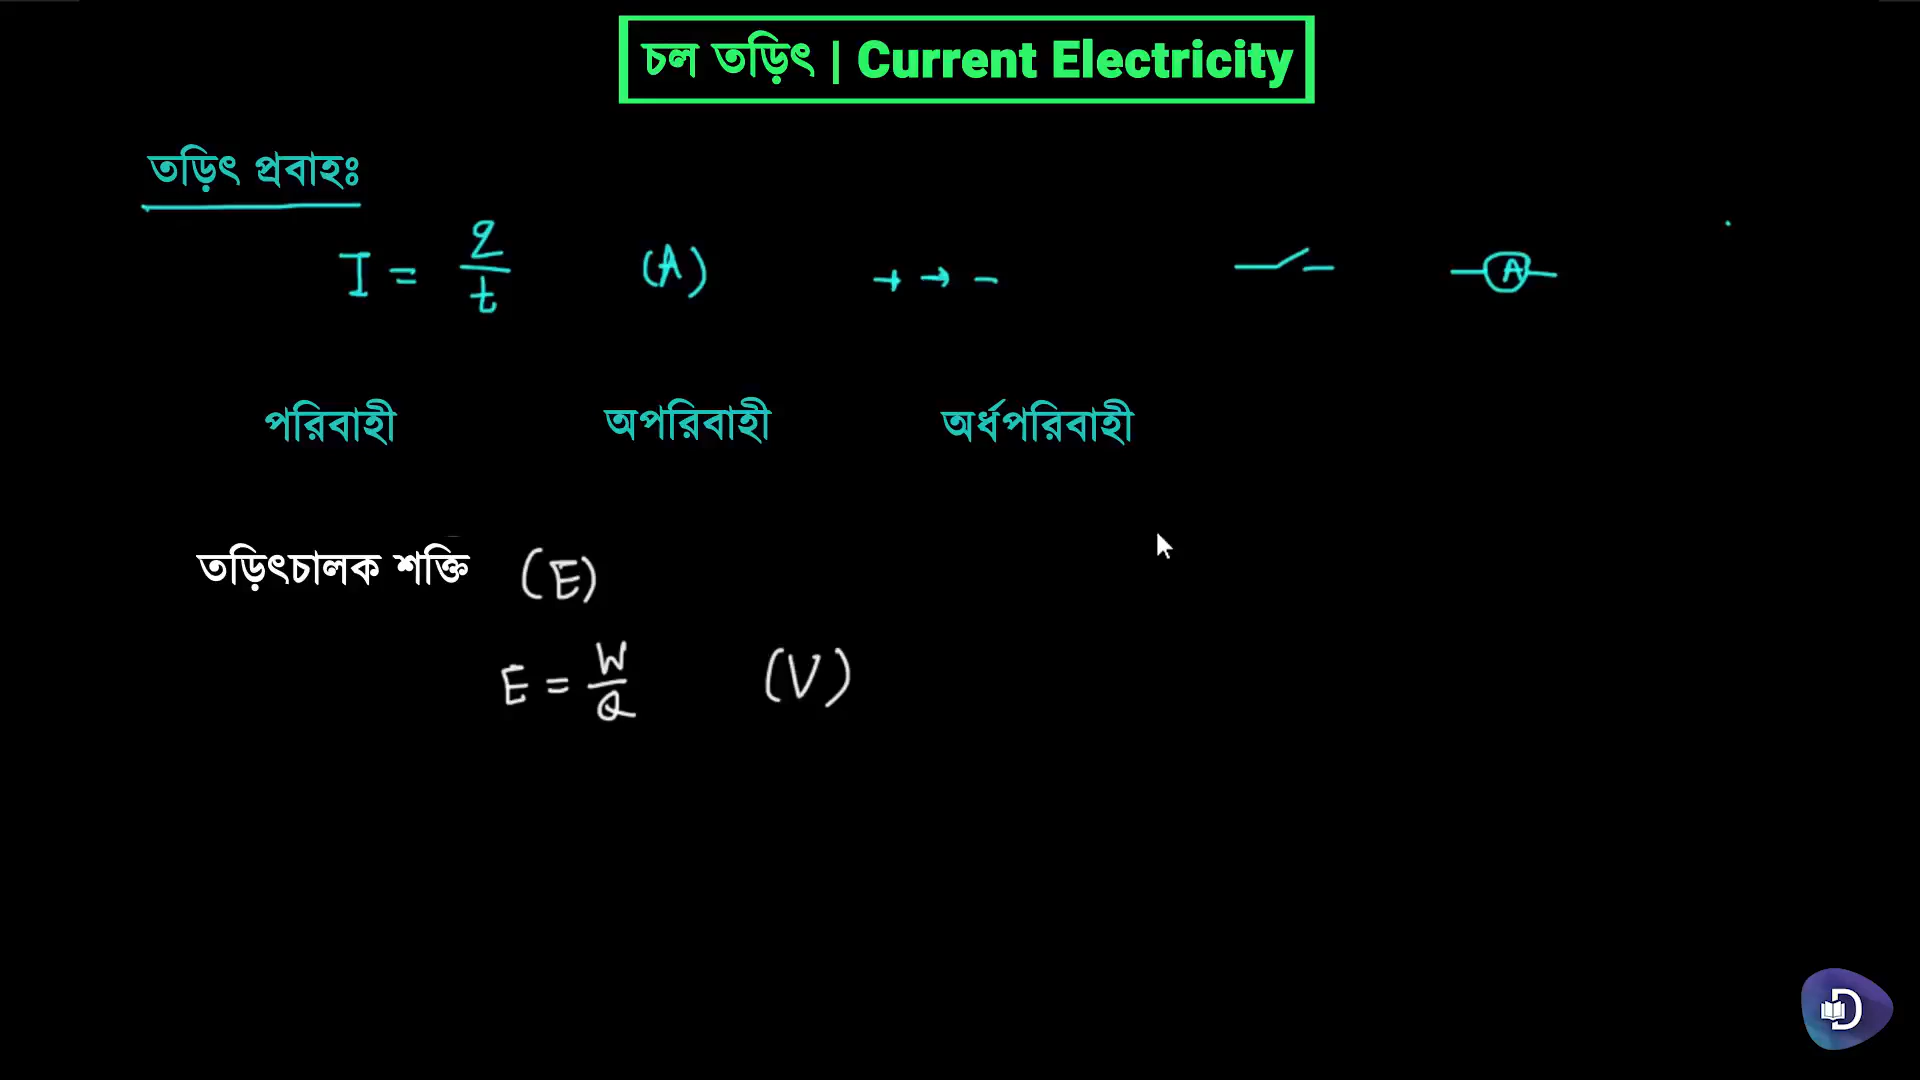 চল তড়িৎ | Current Electricity
তড়িৎ প্রবাহঃ
I = q/t (A) + → - A
পরিবাহী অপরিবাহী অর্ধপরিবাহী
তড়িৎচালক শক্তি (E)
E = W/Q (V)
D